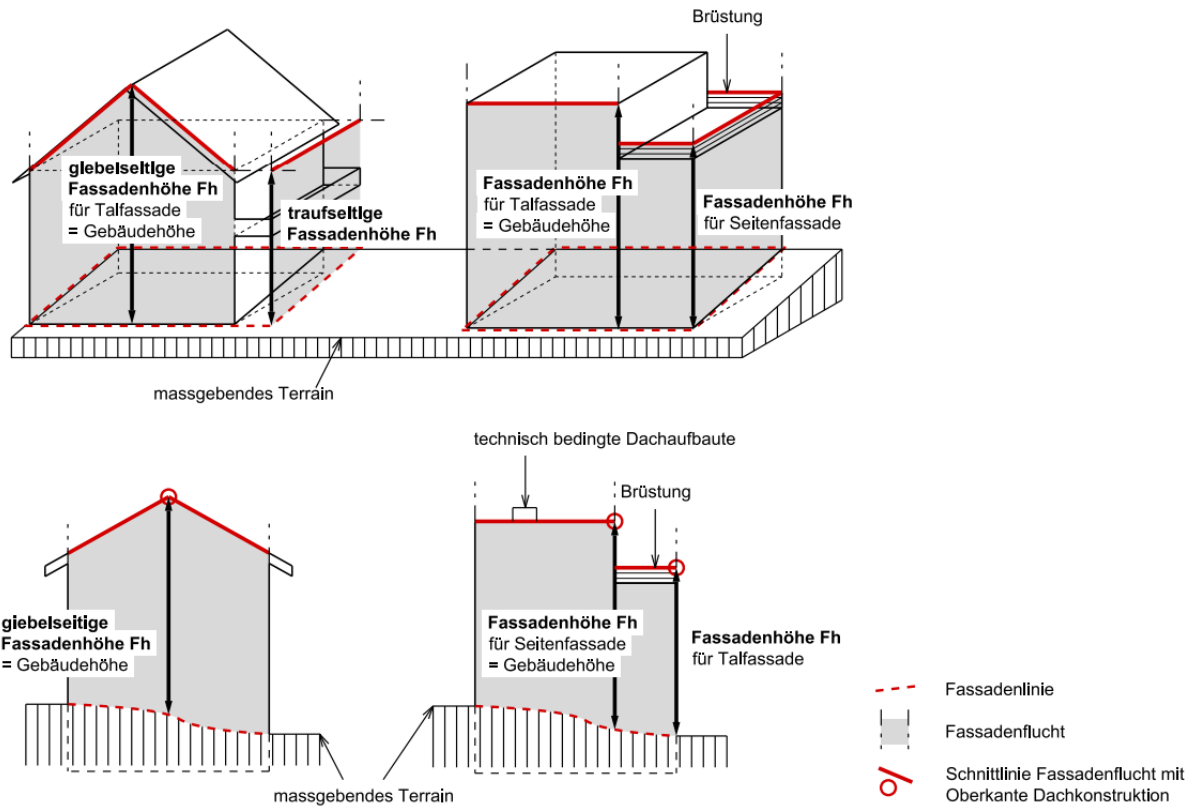 Brüstung
giebelseitige
Fassadenhöhe Fh
für Talfassade
= Gebäudehöhe
traufseitige
Fassadenhöhe Fh
Fassadenhöhe Fh
für Talfassade
= Gebäudehöhe
Fassadenhöhe Fh
für Seitenfassade
massgebendes Terrain
technisch bedingte Dachaufbaute
Brüstung
giebelseitige
Fassadenhöhe Fh
= Gebäudehöhe
Fassadenhöhe Fh
für Seitenfassade
= Gebäudehöhe
Fassadenhöhe Fh
für Talfassade
massgebendes Terrain
Fassadenlinie
Fassadenflucht
Schnittlinie Fassadenflucht mit
Oberkante Dachkonstruktion